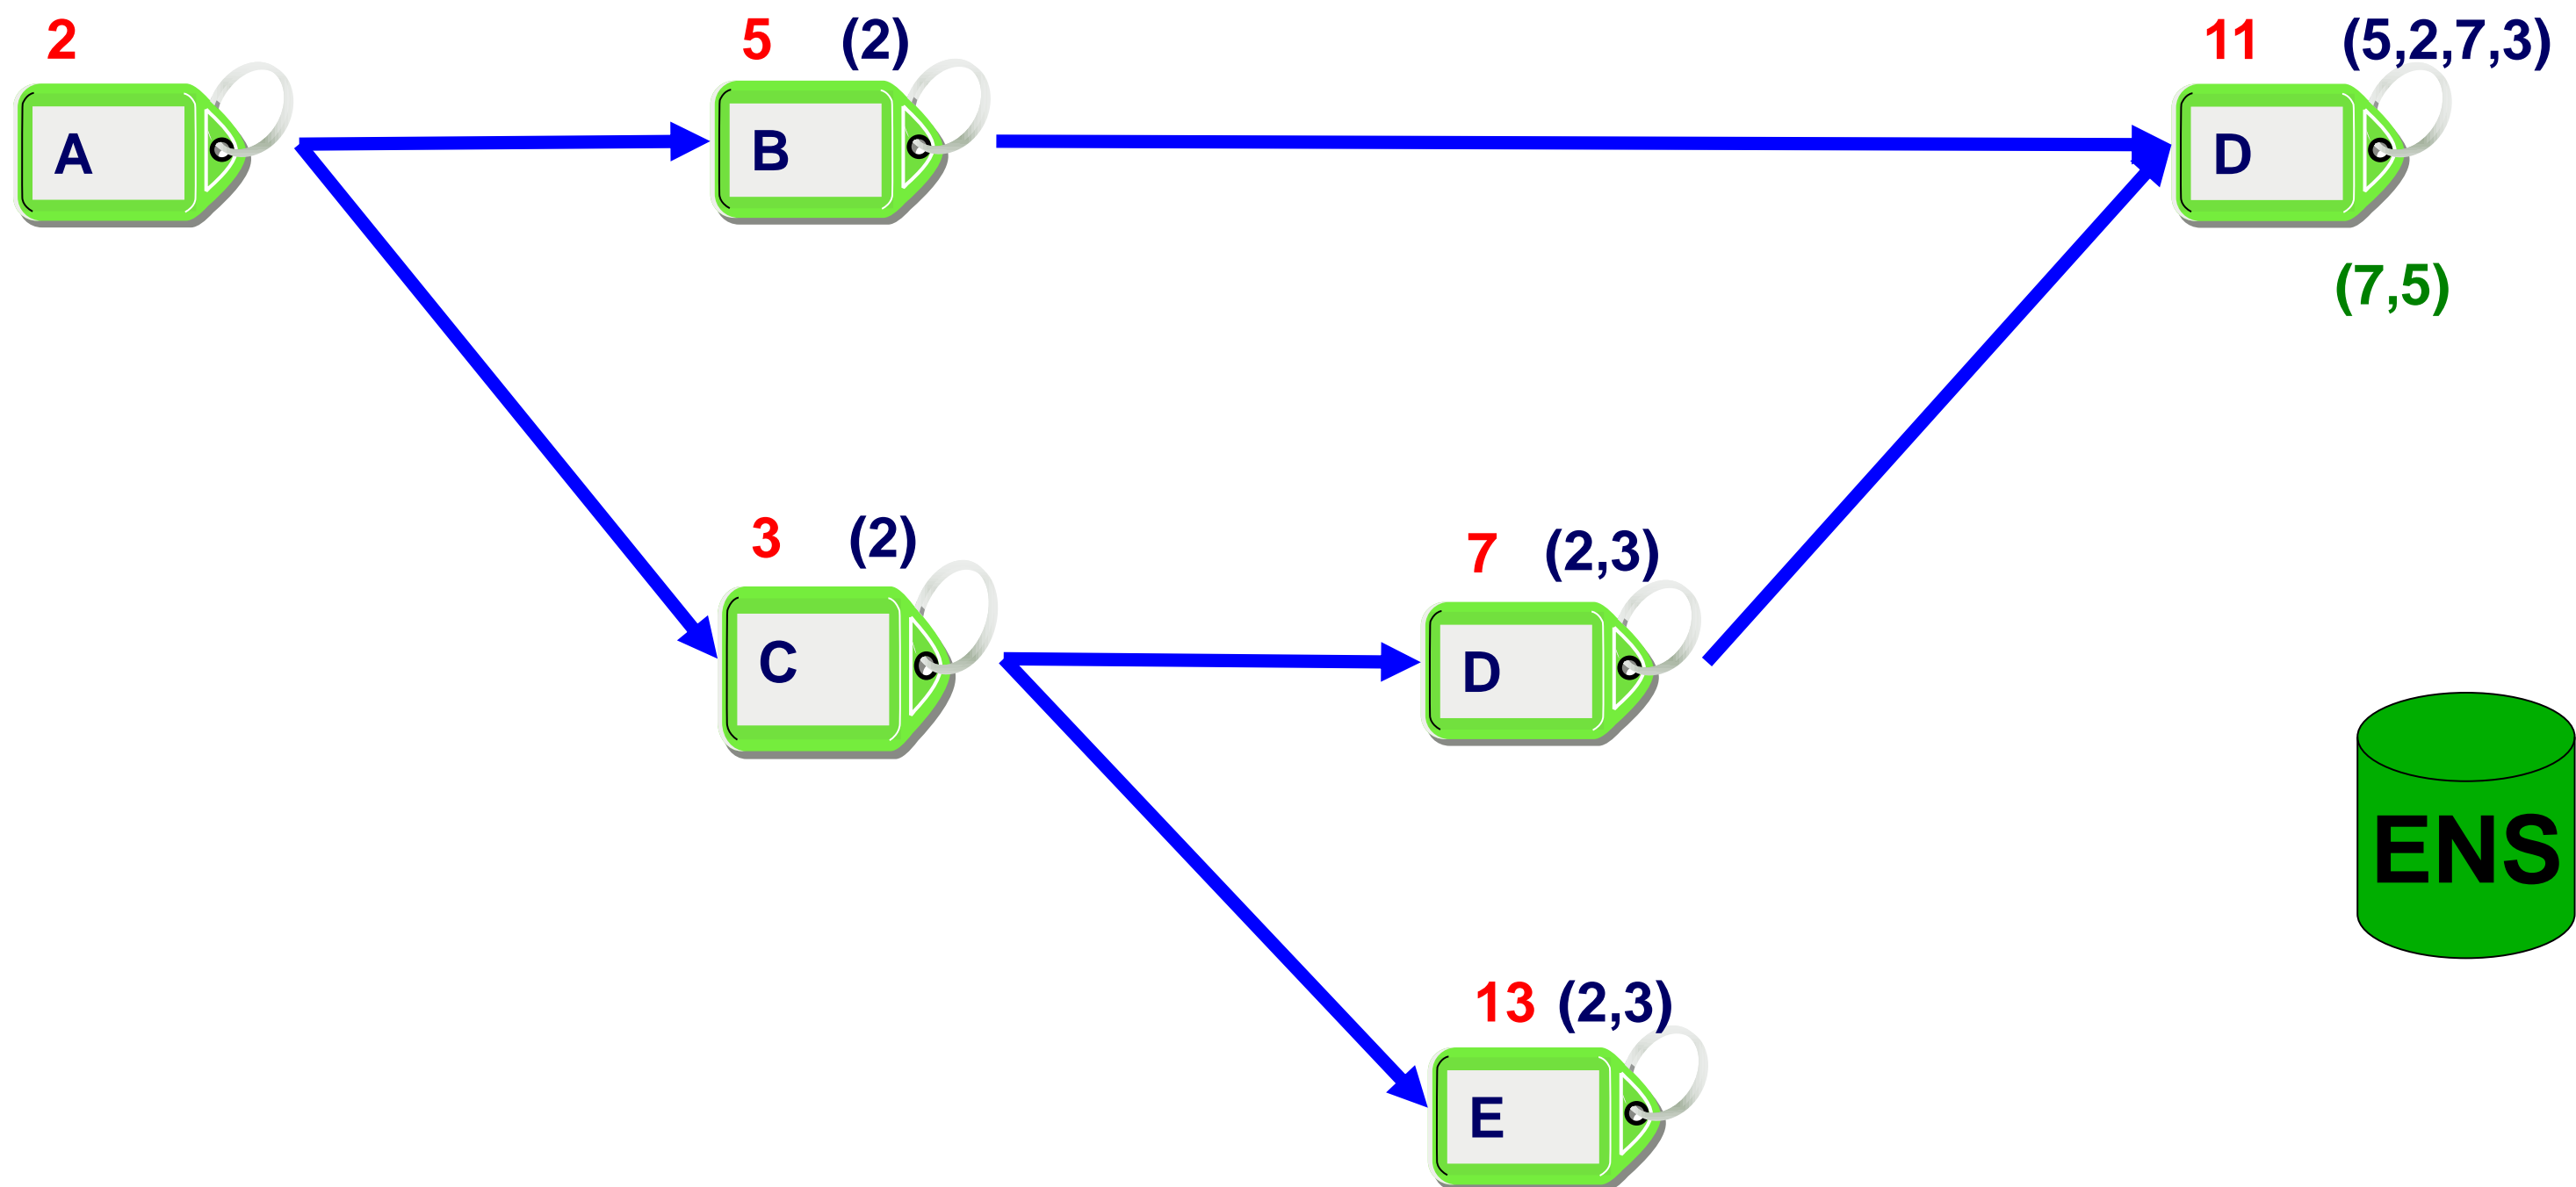 2
5 (2)
11 (5,2,7,3)
A
B
D
(7,5)
3 (2)
7 (2,3)
C
D
ENS
13 (2,3)
E